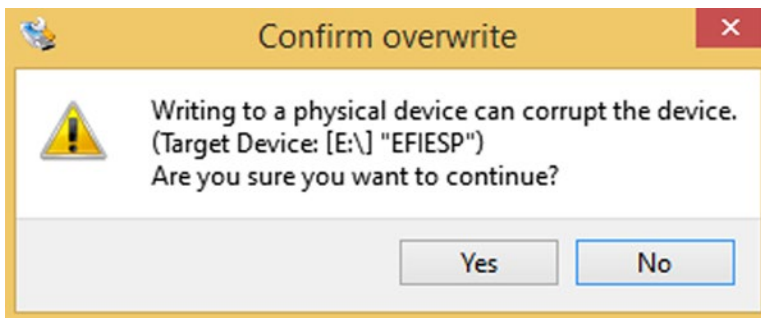 Confirm overwrite
Writing to a physical device can corrupt the device.
(Target Device: [E:\] "EFIESP")
Are you sure you want to continue?
Yes
No